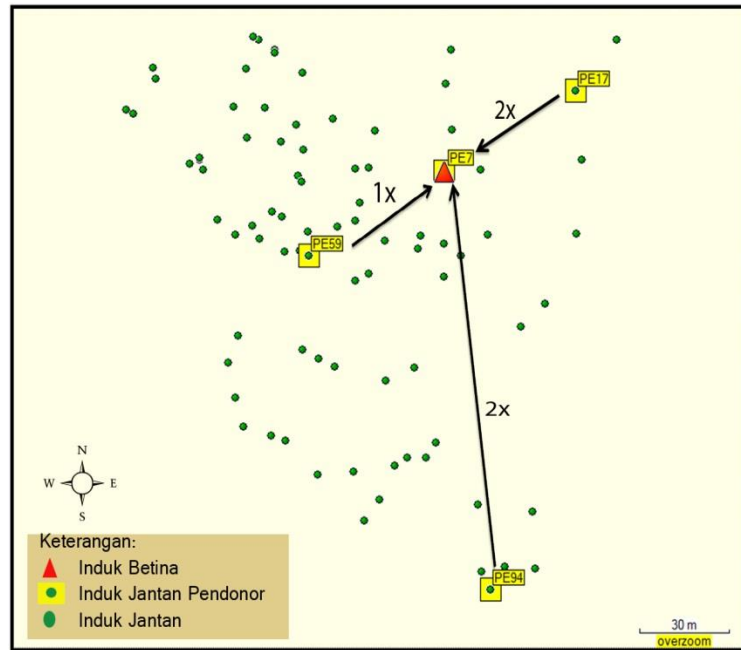 PE17
2x
PE7
1x
PE59
2x
N
W E
S
PE94
Keterangan:
Induk Betina
Induk Jantan Pendonor
Induk Jantan
30 m
overzoom